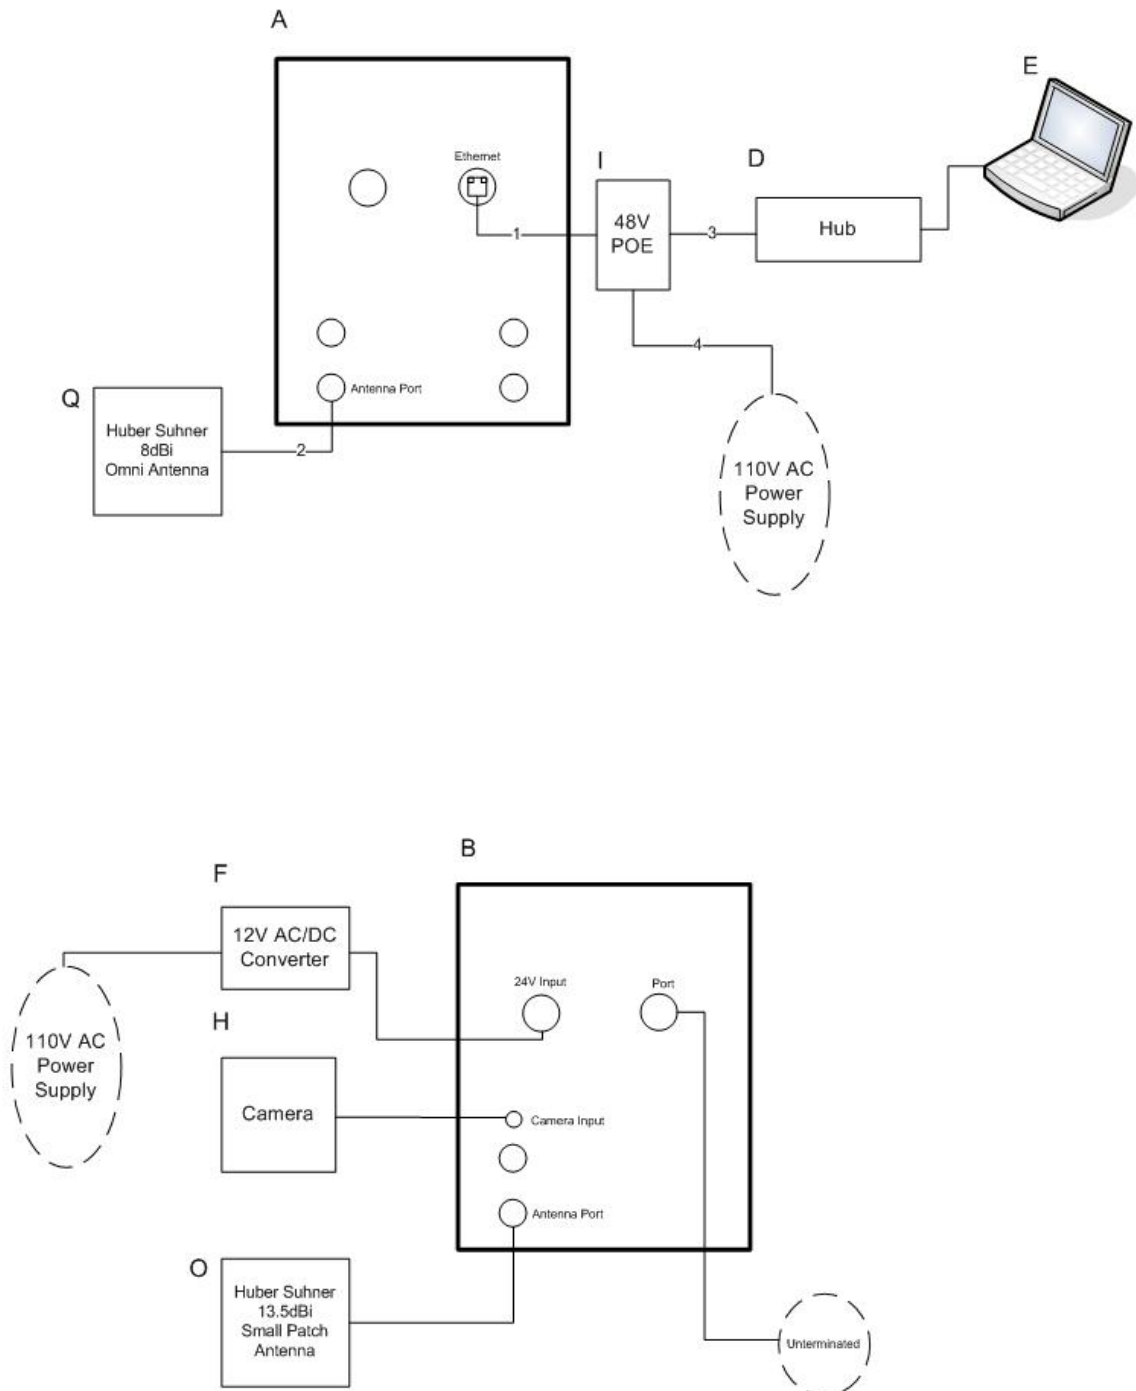 A
E
Ethernet
I
D
48V
POE
Hub
1
3
4
Antenna Port
Q
Huber Suhner
8dBi
Omni Antenna
2
110V AC
Power
Supply
B
F
12V AC/DC
Converter
24V Input
Port
H
110V AC
Power
Supply
Camera
Camera Input
Antenna Port
O
Huber Suhner
13.5dBi
Small Patch
Antenna
Unterminated